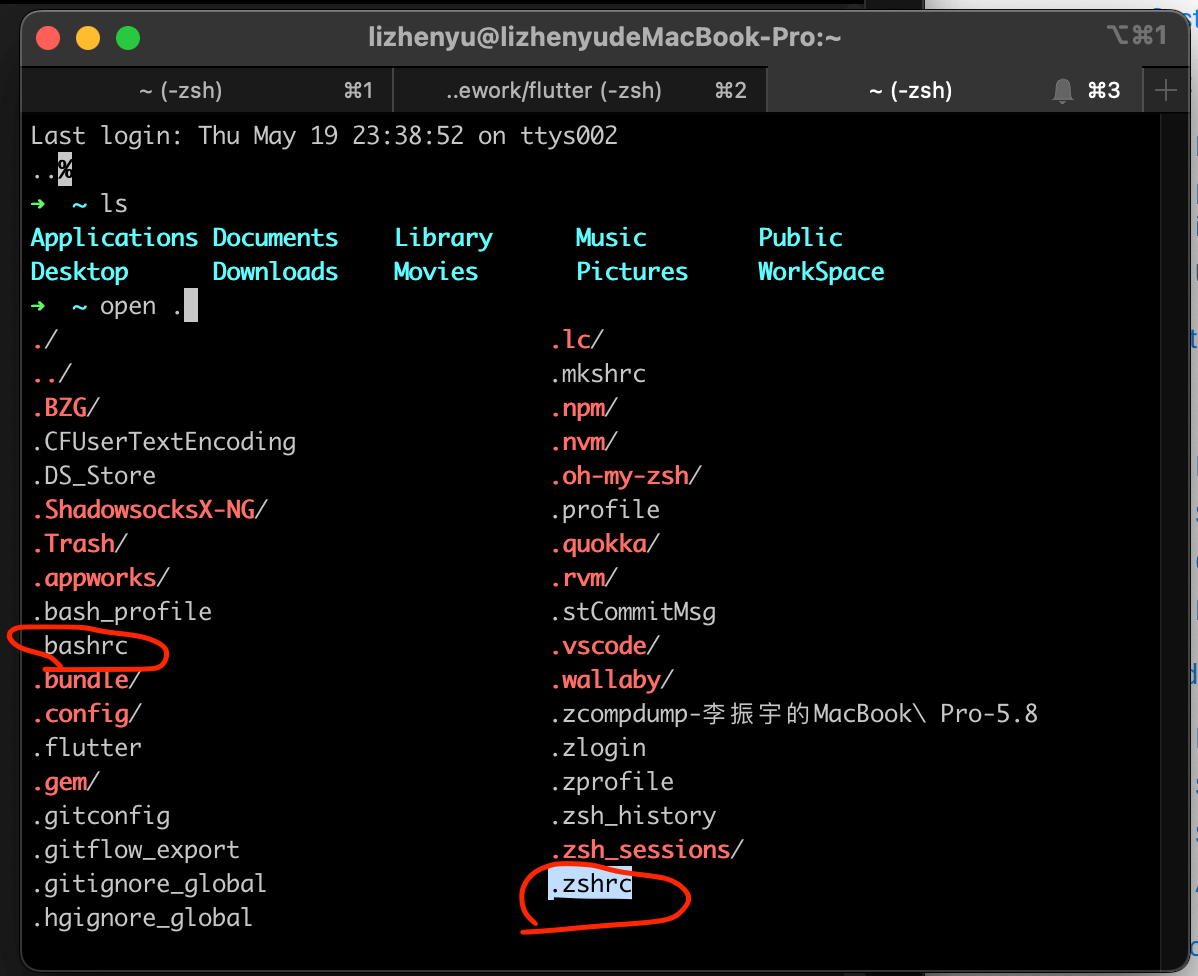 lizhenyu@lizhenyudeMacBook-Pro:~ ⌥⌘1
~ (-zsh) ⌘1 ..ework/flutter (-zsh) ⌘2 ~ (-zsh) ⌘3
Last login: Thu May 19 23:38:52 on ttys002
..%
➜ ~ ls
Applications Documents Library Music Public
Desktop Downloads Movies Pictures WorkSpace
➜ ~ open .
./ .lc/
../ .mkshrc
.BZG/ .npm/
.CFUserTextEncoding .nvm/
.DS_Store .oh-my-zsh/
.ShadowsocksX-NG/ .profile
.Trash/ .quokka/
.appworks/ .rvm/
.bash_profile .stCommitMsg
.bashrc .vscode/
.bundle/ .wallaby/
.config/ .zcompdump-李振宇的MacBook\ Pro-5.8
.flutter .zlogin
.gem/ .zprofile
.gitconfig .zsh_history
.gitflow_export .zsh_sessions/
.gitignore_global .zshrc
.hgignore_global